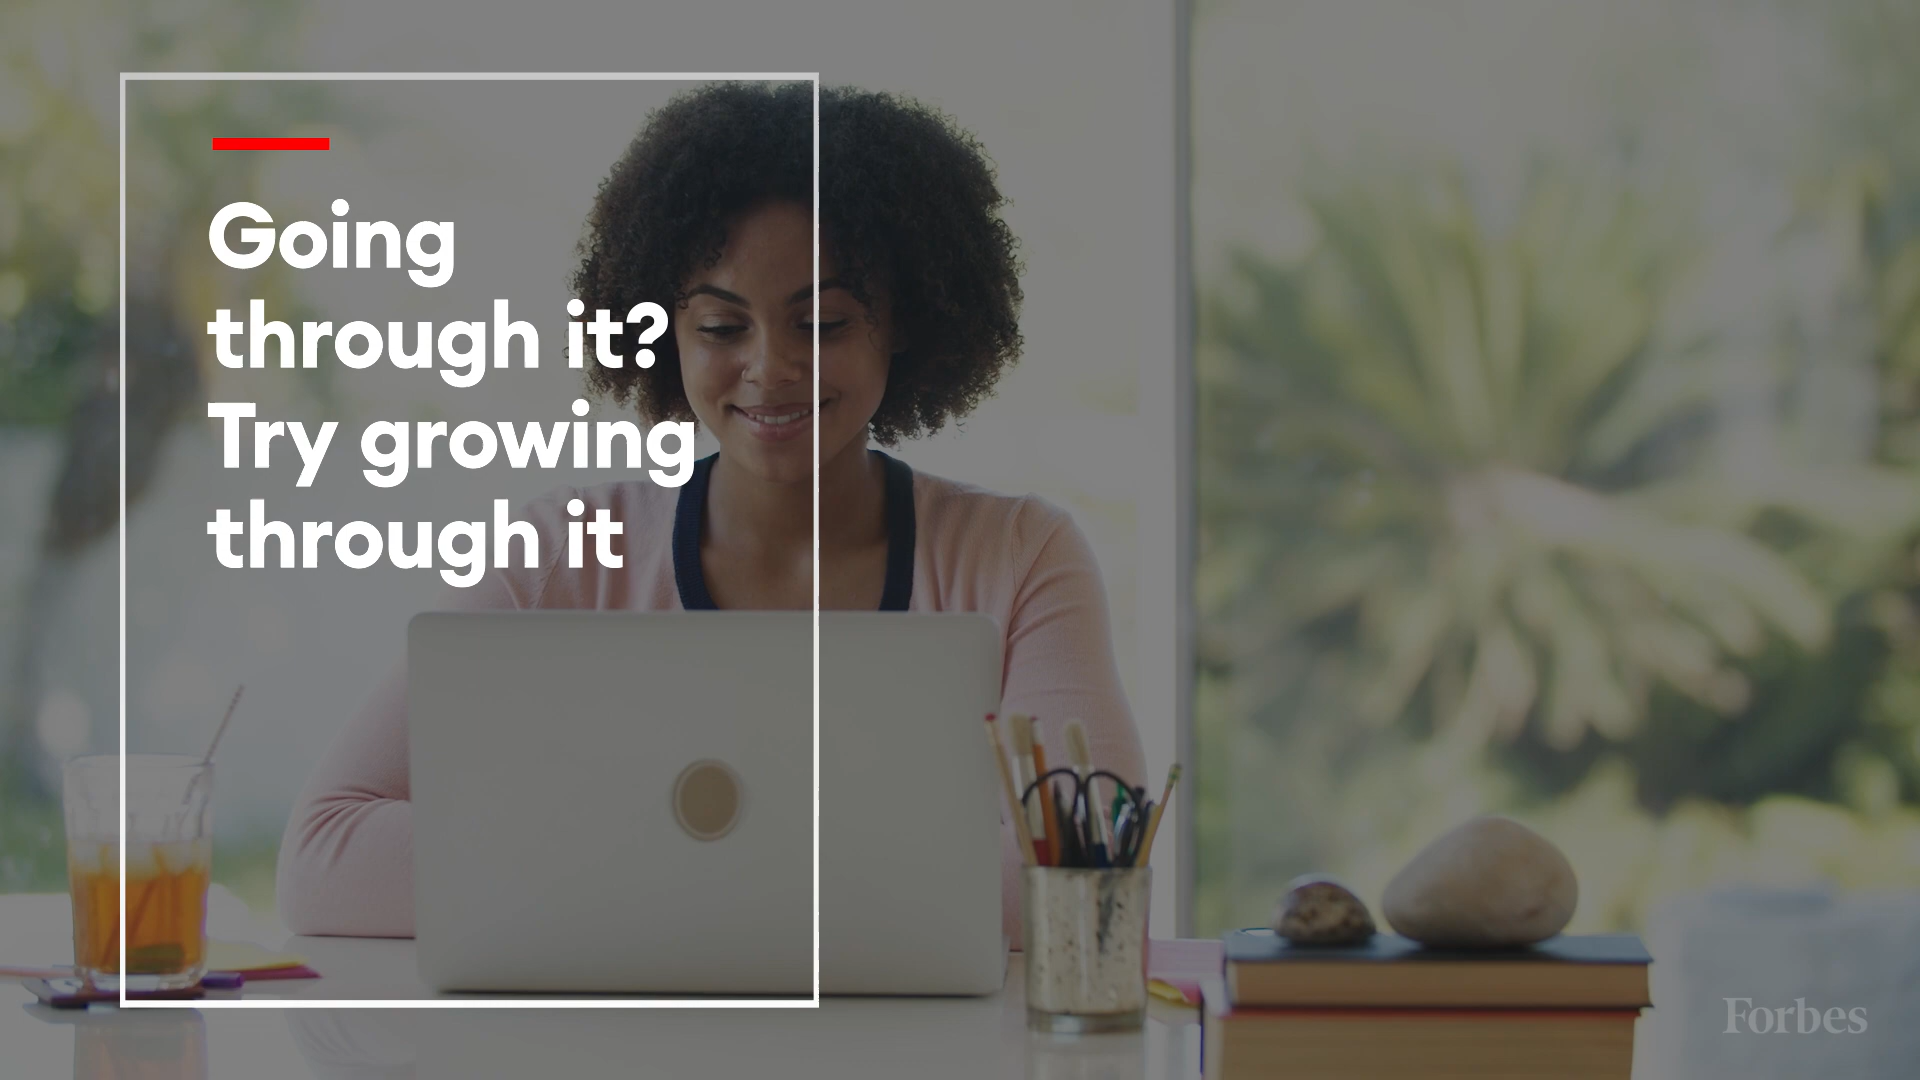 Going
through it?
Try growing
through it
Forbes